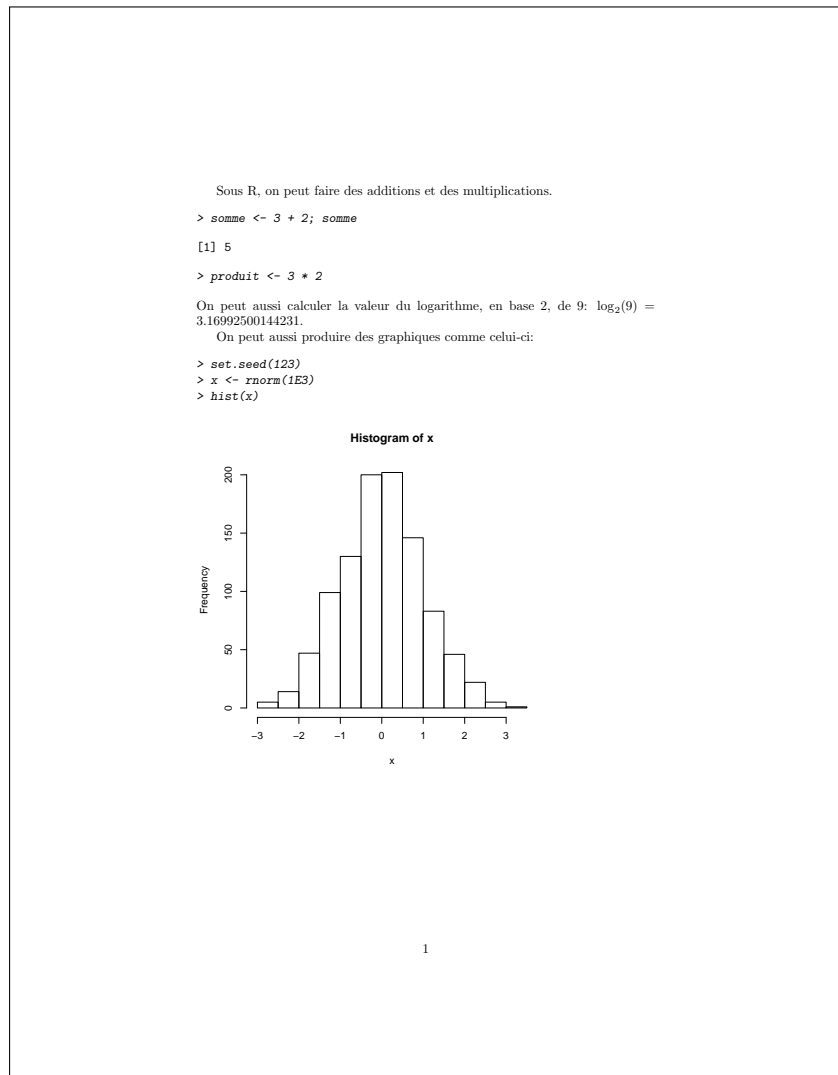 Sous R, on peut faire des additions et des multiplications.
> somme <- 3 + 2; somme
[1] 5
> produit <- 3 * 2
On peut aussi calculer la valeur du logarithme, en base 2, de 9: log₂(9) =
3.16992500144231.
On peut aussi produire des graphiques comme celui-ci:
> set.seed(123)
> x <- rnorm(1E3)
> hist(x)
Histogram of x
Frequency
200
150
100
50
0
−3 −2 −1 0 1 2 3
x
1